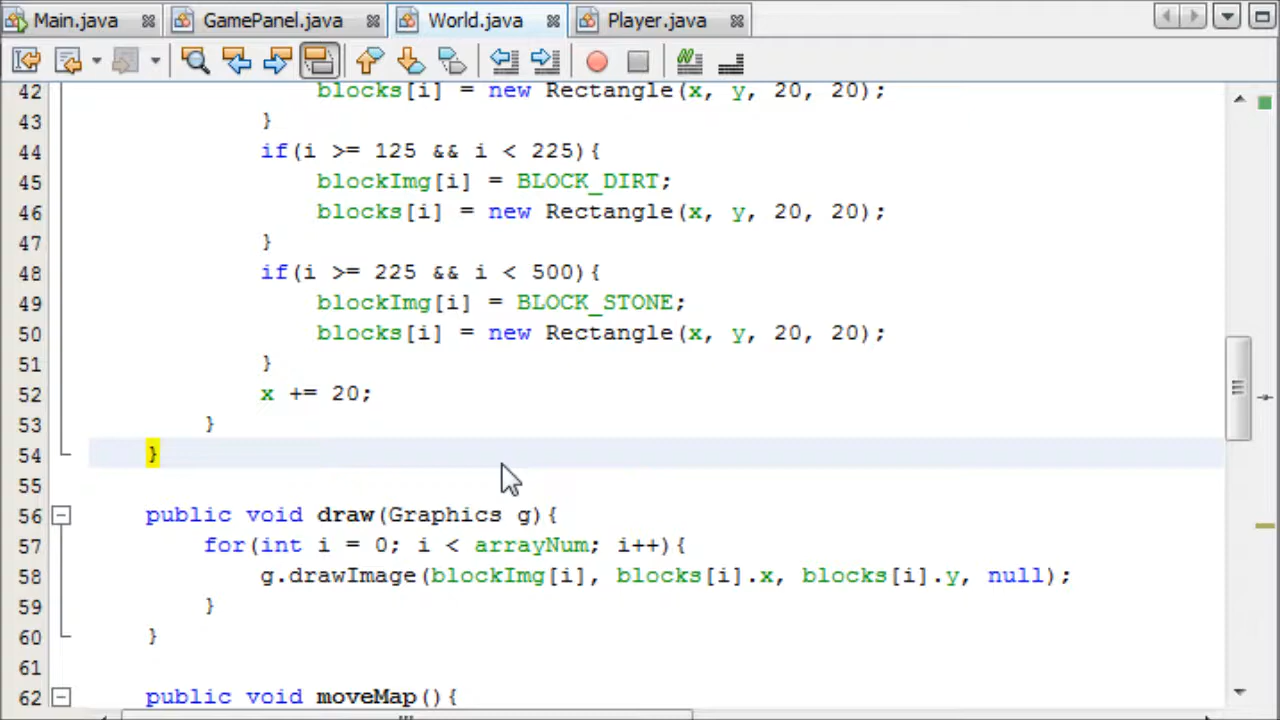 Main.java GamePanel.java World.java Player.java
42 blocks[i] = new Rectangle(x, y, 20, 20);
43 }
44 if(i >= 125 && i < 225){
45 blockImg[i] = BLOCK_DIRT;
46 blocks[i] = new Rectangle(x, y, 20, 20);
47 }
48 if(i >= 225 && i < 500){
49 blockImg[i] = BLOCK_STONE;
50 blocks[i] = new Rectangle(x, y, 20, 20);
51 }
52 x += 20;
53 }
54 }
55
56 public void draw(Graphics g){
57 for(int i = 0; i < arrayNum; i++){
58 g.drawImage(blockImg[i], blocks[i].x, blocks[i].y, null);
59 }
60 }
61
62 public void moveMap(){